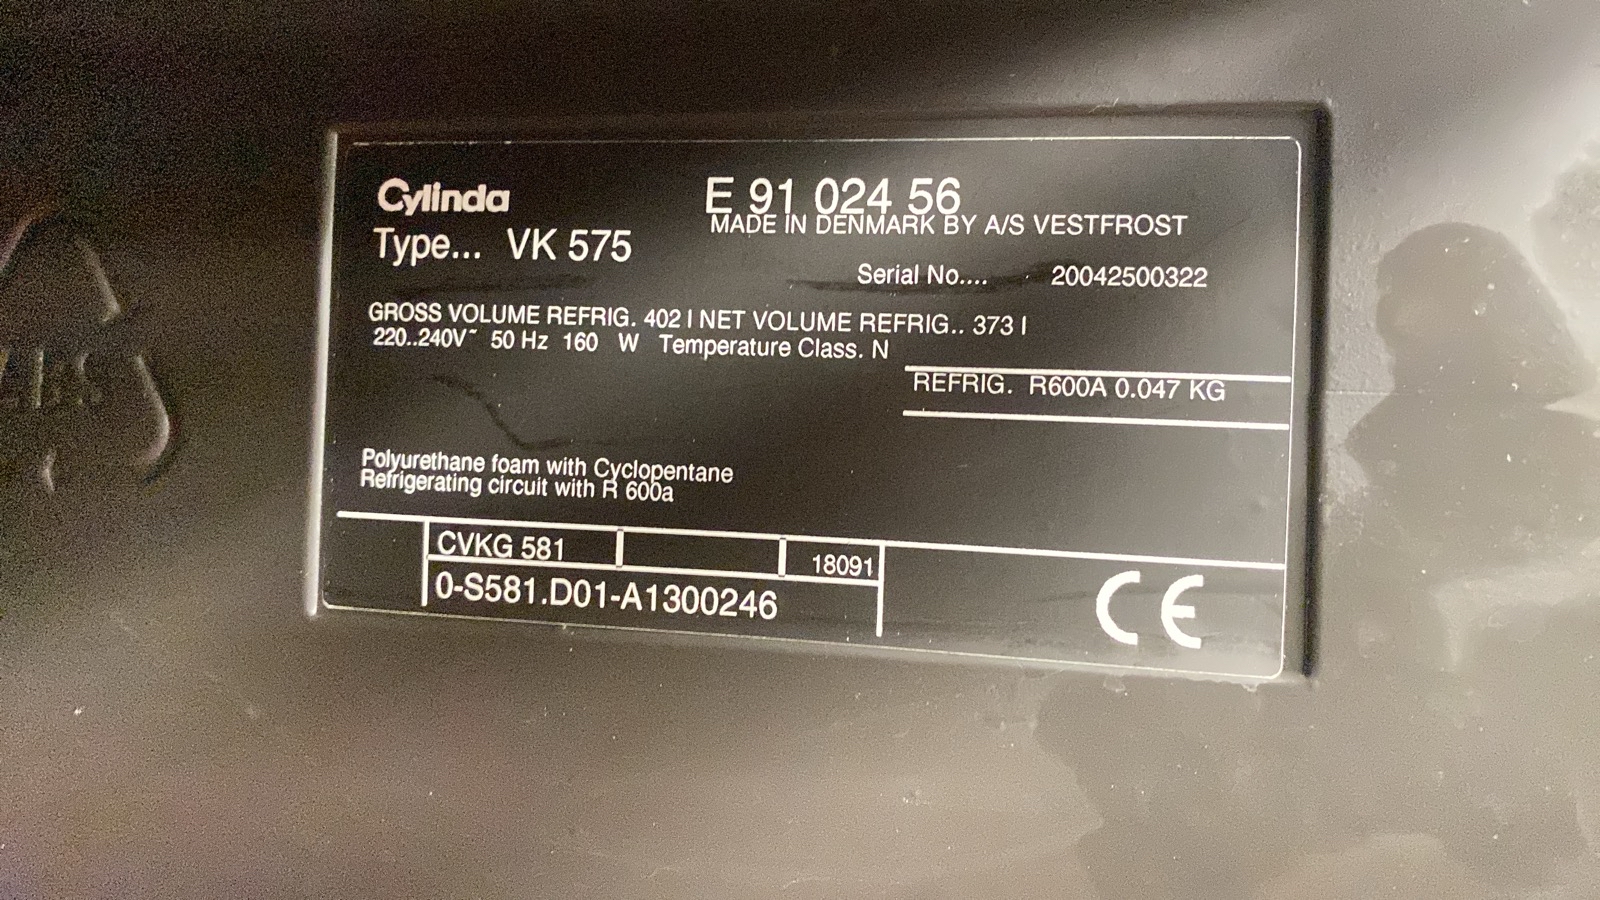 Cylinda
E 91 024 56
MADE IN DENMARK BY A/S VESTFROST
Type... VK 575
Serial No.... 20042500322
GROSS VOLUME REFRIG. 402 l NET VOLUME REFRIG.. 373 l
220..240V~ 50 Hz 160 W Temperature Class. N
REFRIG. R600A 0.047 KG
Polyurethane foam with Cyclopentane
Refrigerating circuit with R 600a
CVKG 581
18091
0-S581.D01-A1300246
CE